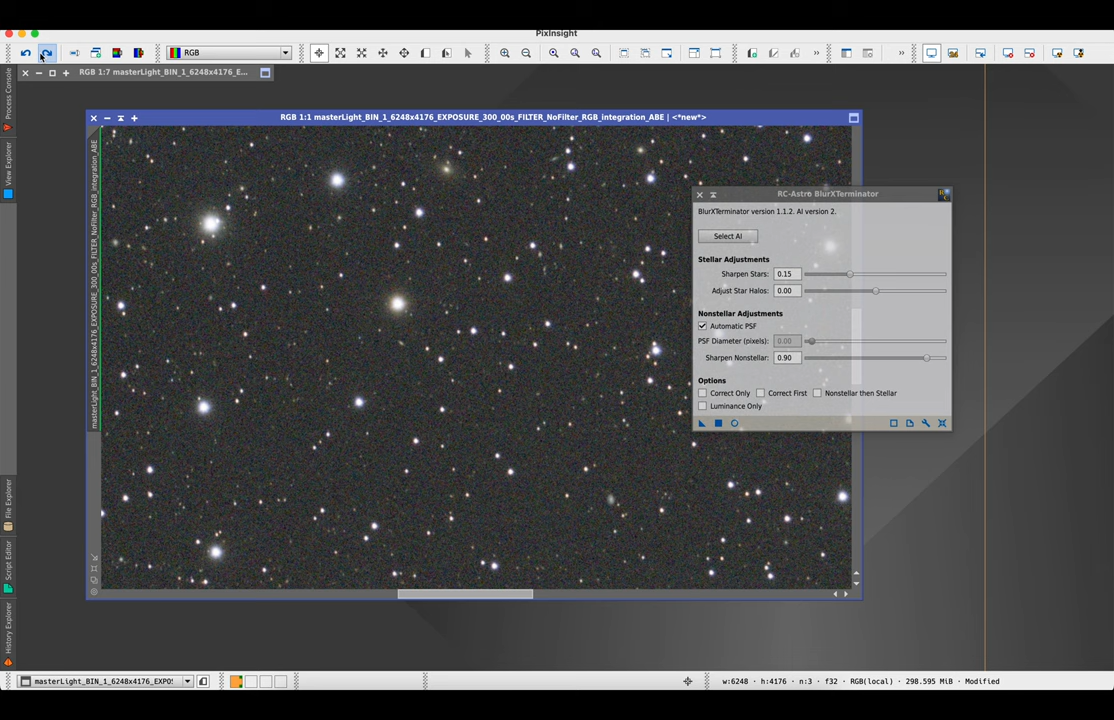 PixInsight
RGB
RGB 1:7 masterLight_BIN_1_6248x4176_E...
Process Console
View Explorer
File Explorer
Script Editor
History Explorer
RGB 1:1 masterLight_BIN_1_6248x4176_EXPOSURE_300_00s_FILTER_NoFilter_RGB_integration_ABE | <*new*>
masterLight_BIN_1_6248x4176_EXPOSURE_300_00s_FILTER_NoFilter_RGB_integration_ABE
RC-Astro BlurXTerminator
BlurXTerminator version 1.1.2. AI version 2.
Select AI
Stellar Adjustments
Sharpen Stars: 0.15
Adjust Star Halos: 0.00
Nonstellar Adjustments
Automatic PSF
PSF Diameter (pixels): 0.00
Sharpen Nonstellar: 0.90
Options
Correct Only Correct First Nonstellar then Stellar
Luminance Only
masterLight_BIN_1_6248x4176_EXPO:
w:6248 · h:4176 · n:3 · f32 · RGB(local) · 298.595 MiB · Modified